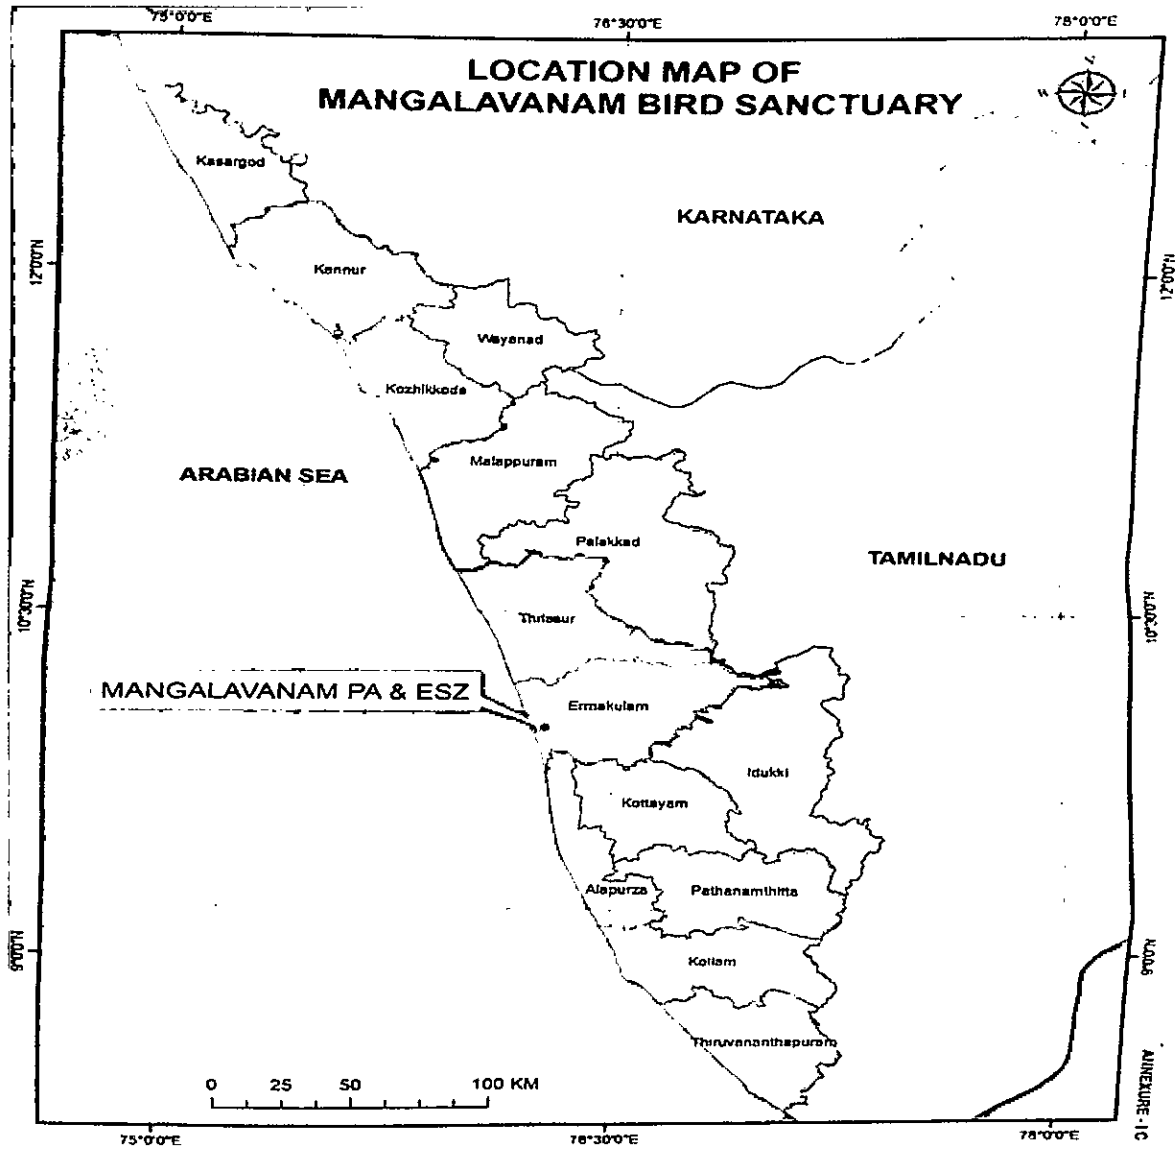 75°0'0"E
76°30'0"E
78°0'0"E
LOCATION MAP OF
MANGALAVANAM BIRD SANCTUARY
W
Kasargod
KARNATAKA
12°0'0"N
12°0'0"N
Kannur
Wayanad
Kozhikkode
ARABIAN SEA
Malappuram
Palakkad
TAMILNADU
10°30'0"N
10°30'0"N
Thrissur
MANGALAVANAM PA & ESZ
Ernakulam
Idukki
Kottayam
Alapurza
Pathanamthitta
9°0'0"N
9°0'0"N
Kollam
Thiruvananthapuram
ANNEXURE - IC
0 25 50 100 KM
75°0'0"E
76°30'0"E
78°0'0"E